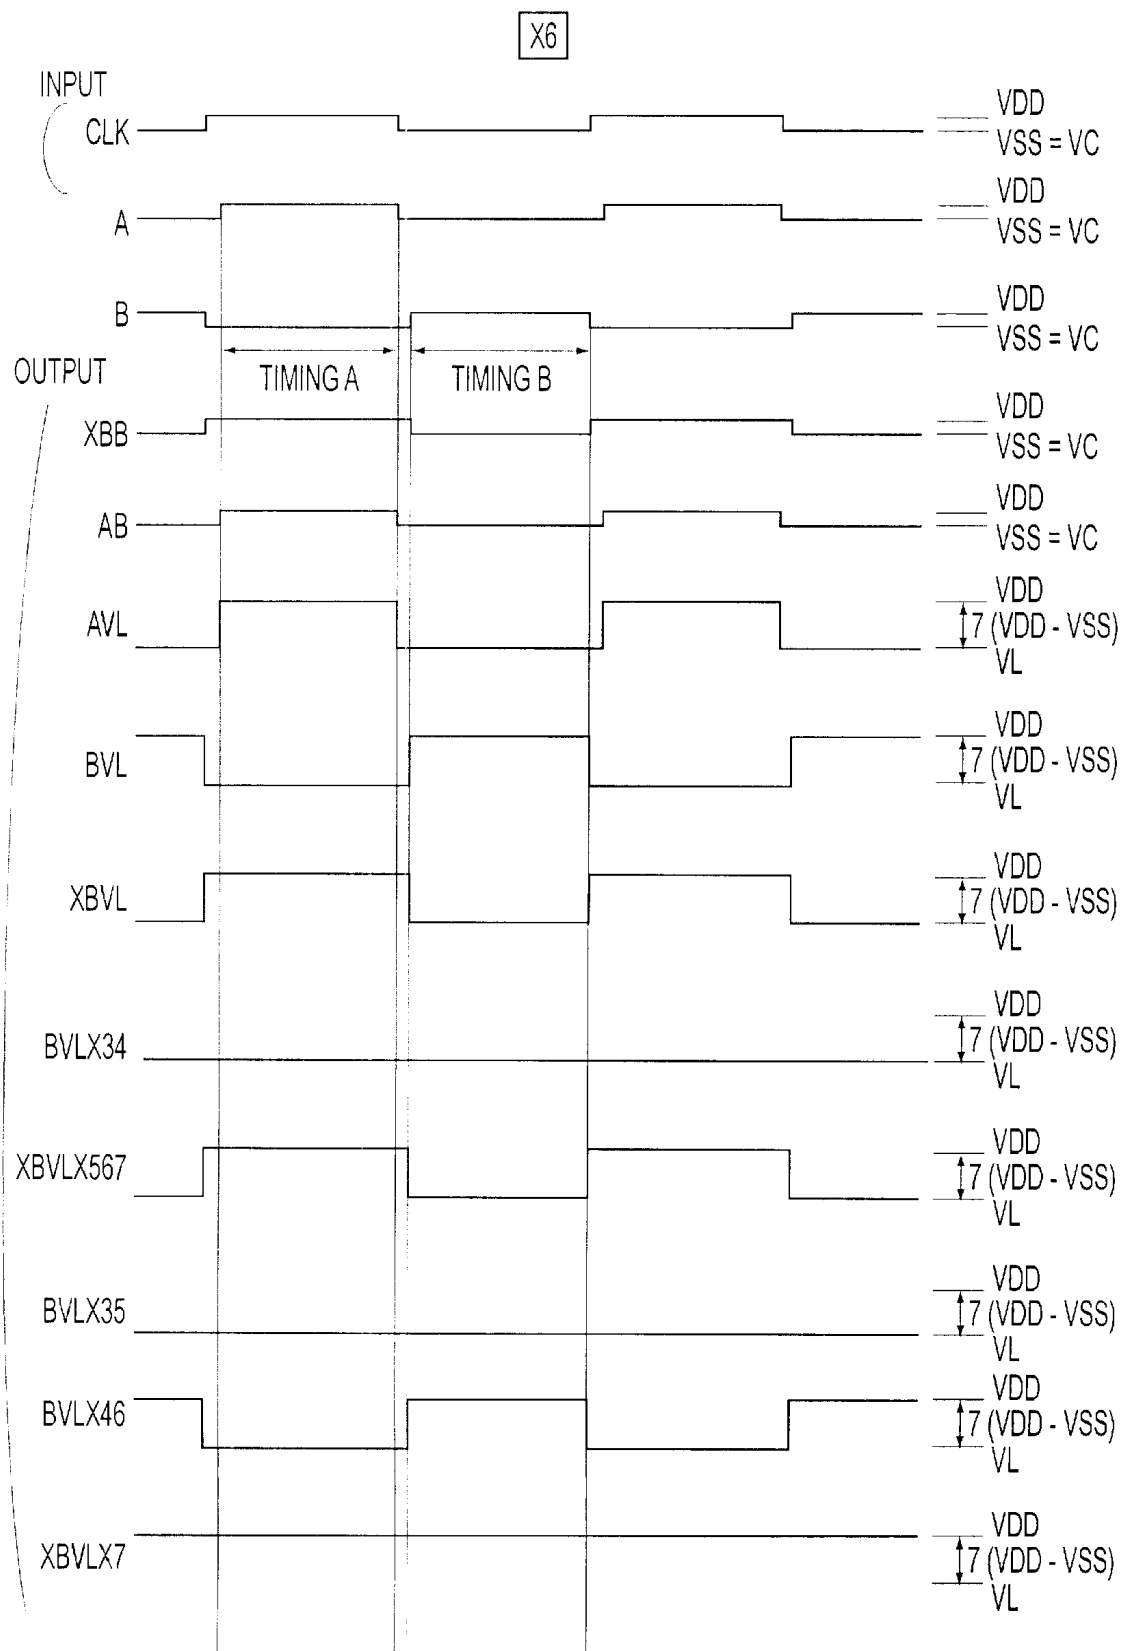 X6
INPUT
CLK
VDD
VSS = VC
A
VDD
VSS = VC
B
VDD
VSS = VC
TIMING A
TIMING B
OUTPUT
XBB
VDD
VSS = VC
AB
VDD
VSS = VC
AVL
VDD
7 (VDD - VSS)
VL
BVL
VDD
7 (VDD - VSS)
VL
XBVL
VDD
7 (VDD - VSS)
VL
BVLX34
VDD
7 (VDD - VSS)
VL
XBVLX567
VDD
7 (VDD - VSS)
VL
BVLX35
VDD
7 (VDD - VSS)
VL
BVLX46
VDD
7 (VDD - VSS)
VL
XBVLX7
VDD
7 (VDD - VSS)
VL